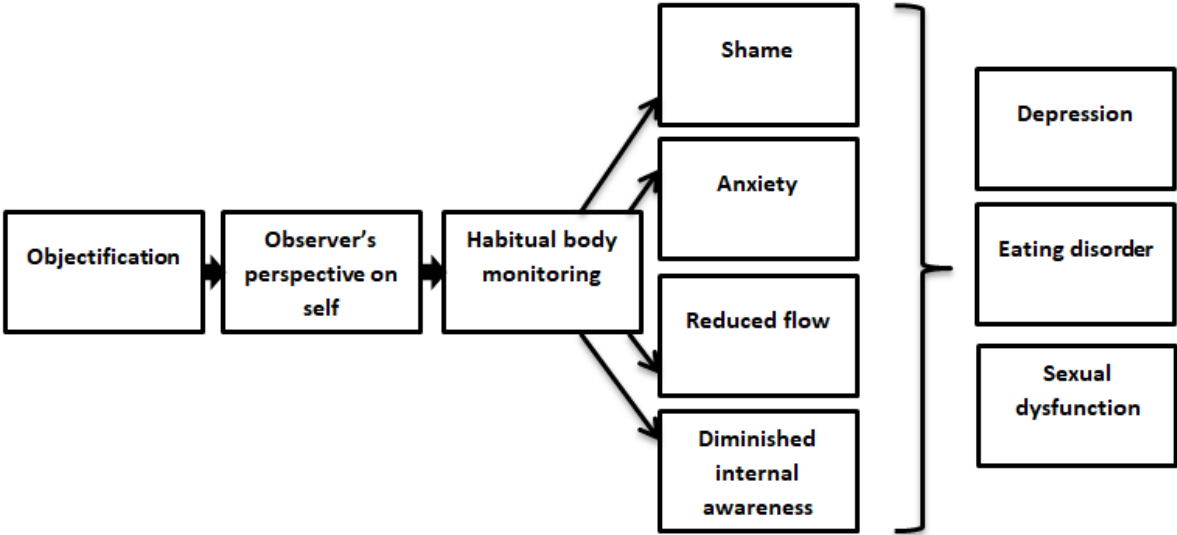 Objectification
Observer's
perspective on
self
Habitual body
monitoring
Shame
Anxiety
Reduced flow
Diminished
internal
awareness
Depression
Eating disorder
Sexual
dysfunction